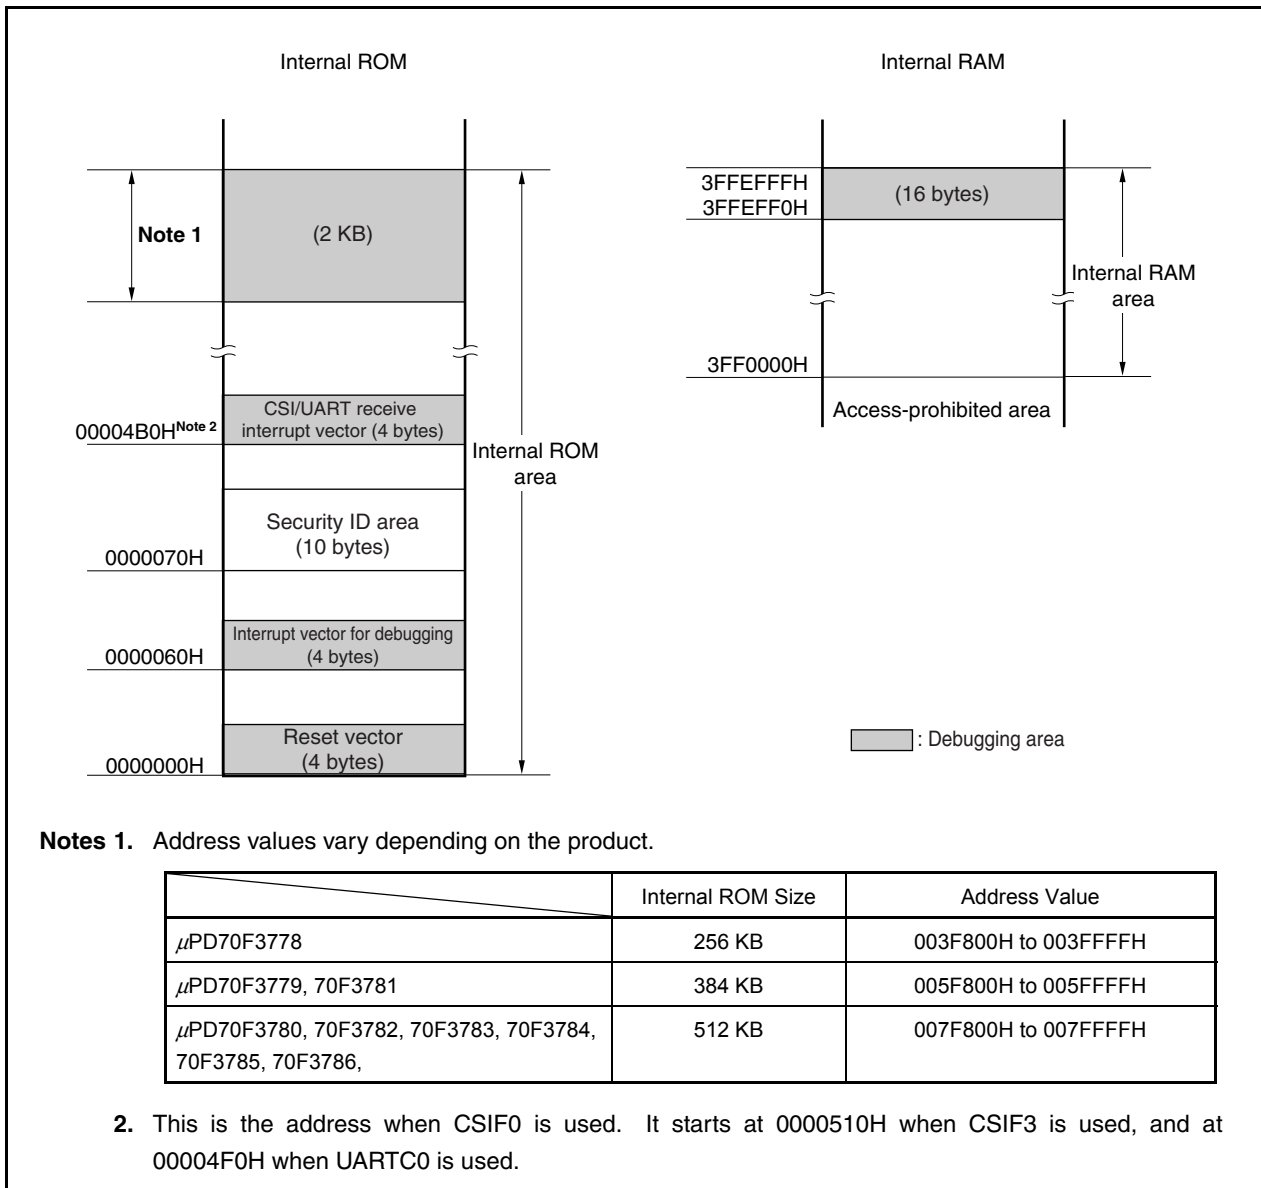 Internal ROM
Note 1
(2 KB)
00004B0H Note 2
CSI/UART receive
interrupt vector (4 bytes)
Internal ROM
area
Security ID area
(10 bytes)
0000070H
Interrupt vector for debugging
(4 bytes)
0000060H
Reset vector
(4 bytes)
0000000H
Internal RAM
3FFEFFFH
3FFEFF0H
(16 bytes)
Internal RAM
area
3FF0000H
Access-prohibited area
: Debugging area
Notes 1. Address values vary depending on the product.
Internal ROM Size Address Value
μPD70F3778 256 KB 003F800H to 003FFFFH
μPD70F3779, 70F3781 384 KB 005F800H to 005FFFFH
μPD70F3780, 70F3782, 70F3783, 70F3784, 512 KB 007F800H to 007FFFFH
70F3785, 70F3786,
2. This is the address when CSIF0 is used. It starts at 0000510H when CSIF3 is used, and at
00004F0H when UARTC0 is used.